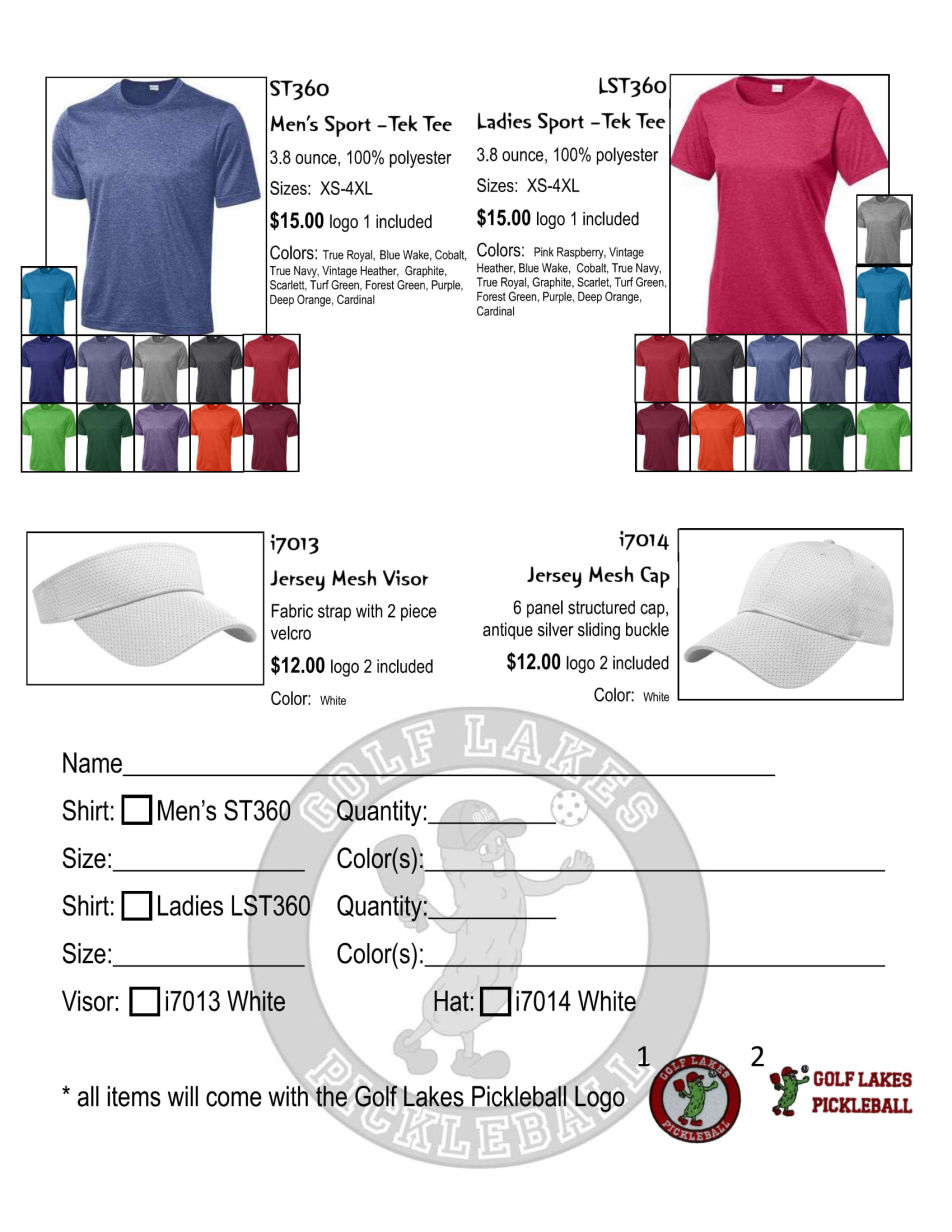 ST360
Men's Sport –Tek Tee
3.8 ounce, 100% polyester
Sizes: XS-4XL
$15.00 logo 1 included
Colors: True Royal, Blue Wake, Cobalt,
True Navy, Vintage Heather, Graphite,
Scarlett, Turf Green, Forest Green, Purple,
Deep Orange, Cardinal
LST360
Ladies Sport –Tek Tee
3.8 ounce, 100% polyester
Sizes: XS-4XL
$15.00 logo 1 included
Colors: Pink Raspberry, Vintage
Heather, Blue Wake, Cobalt, True Navy,
True Royal, Graphite, Scarlet, Turf Green,
Forest Green, Purple, Deep Orange,
Cardinal
i7013
Jersey Mesh Visor
Fabric strap with 2 piece
velcro
$12.00 logo 2 included
Color: White
i7014
Jersey Mesh Cap
6 panel structured cap,
antique silver sliding buckle
$12.00 logo 2 included
Color: White
GOLF LAKES
GL
PICKLEBALL
Name
Shirt: Men's ST360 Quantity:
Size: Color(s):
Shirt: Ladies LST360 Quantity:
Size: Color(s):
Visor: i7013 White Hat: i7014 White
* all items will come with the Golf Lakes Pickleball Logo
1
GOLF LAKES
PICKLEBALL
2
GOLF LAKES
PICKLEBALL